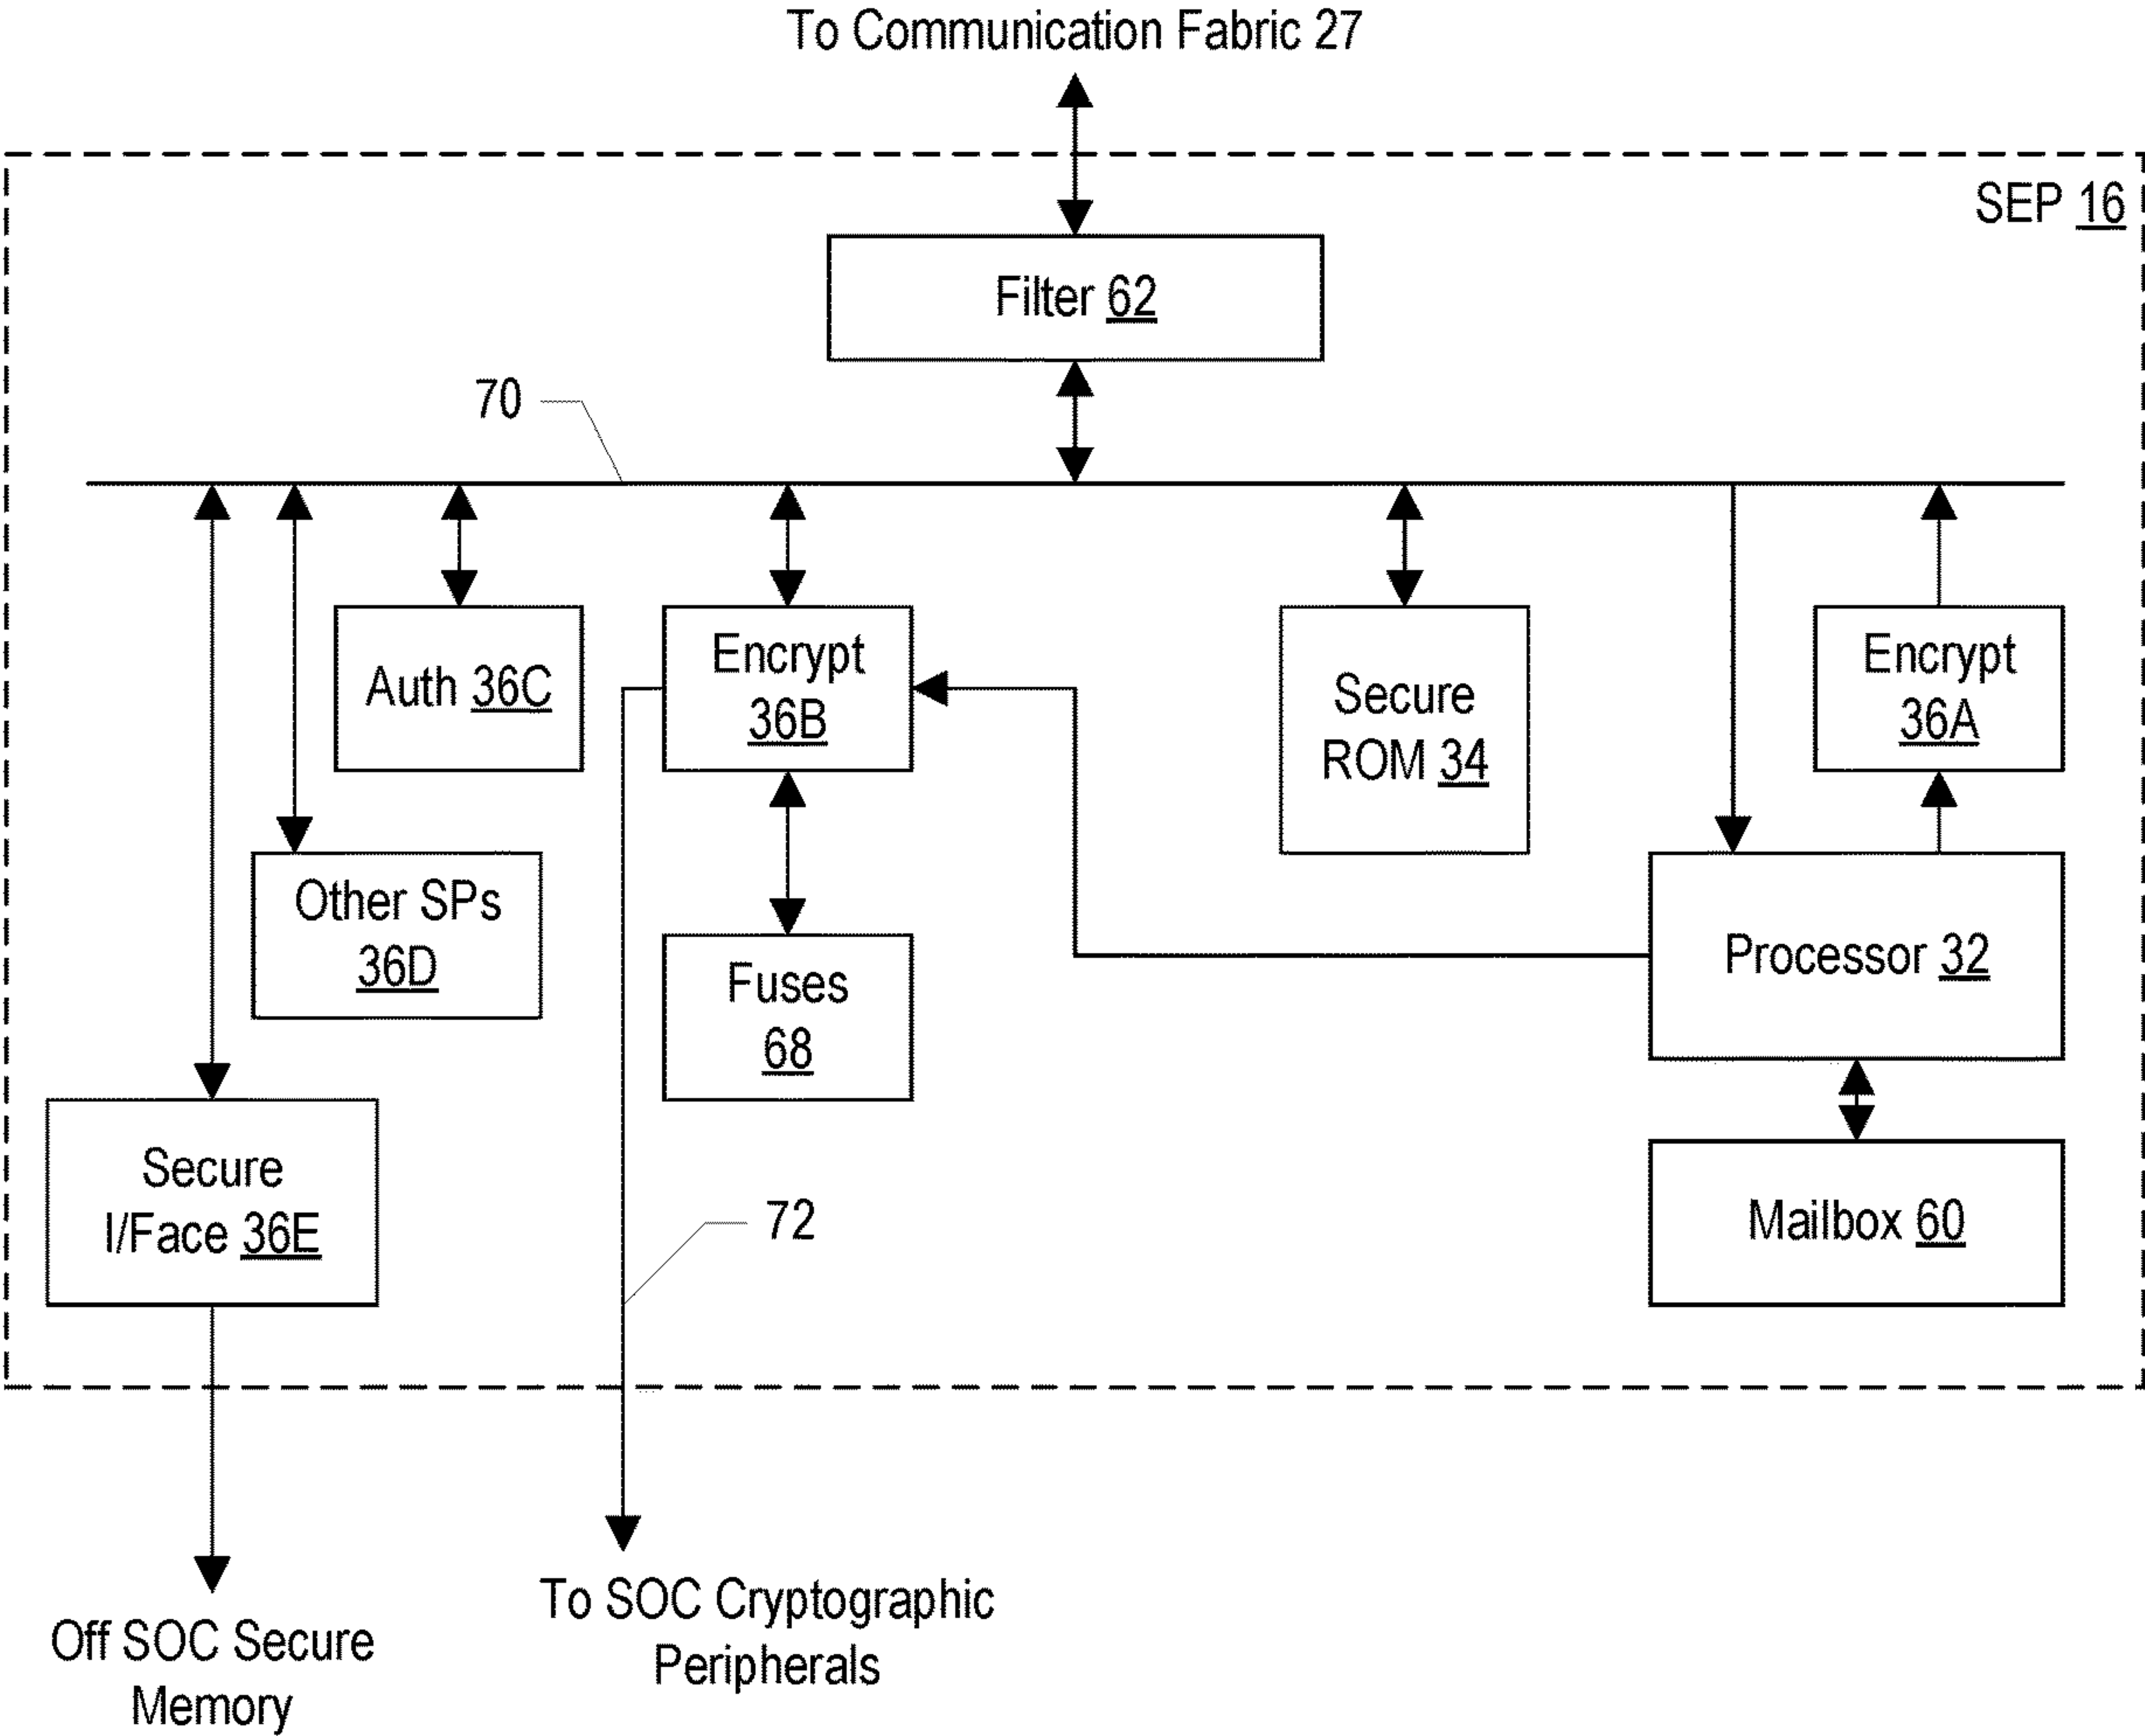 To Communication Fabric 27
SEP 16
Filter 62
70
Auth 36C
Encrypt
36B
Secure
ROM 34
Encrypt
36A
Other SPs
36D
Fuses
68
Processor 32
Secure
I/Face 36E
72
Mailbox 60
To SOC Cryptographic
Peripherals
Off SOC Secure
Memory